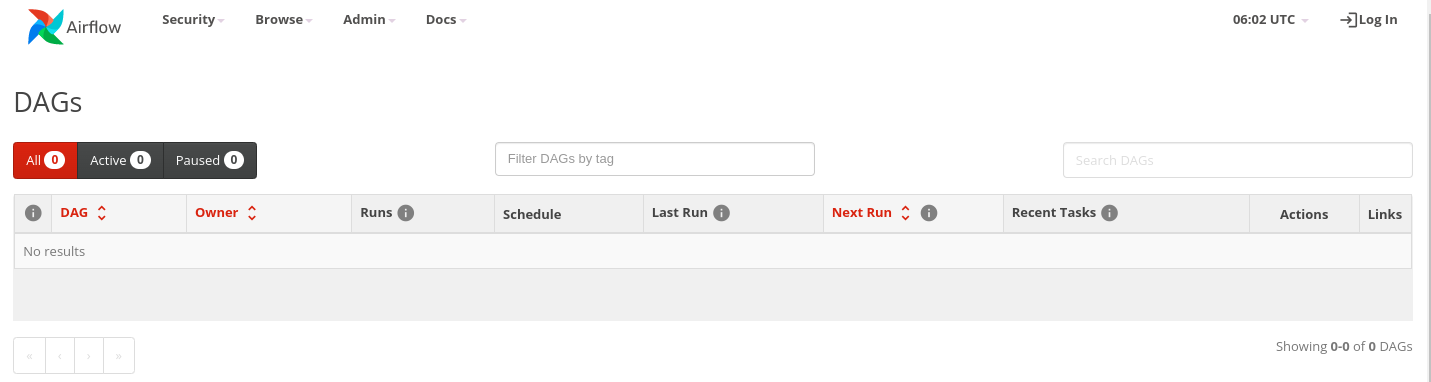 Airflow Security Browse Admin Docs 06:02 UTC Log In
DAGs
All 0 Active 0 Paused 0 Filter DAGs by tag Search DAGs
DAG Owner Runs Schedule Last Run Next Run Recent Tasks Actions Links
No results
« ‹ › » Showing 0-0 of 0 DAGs